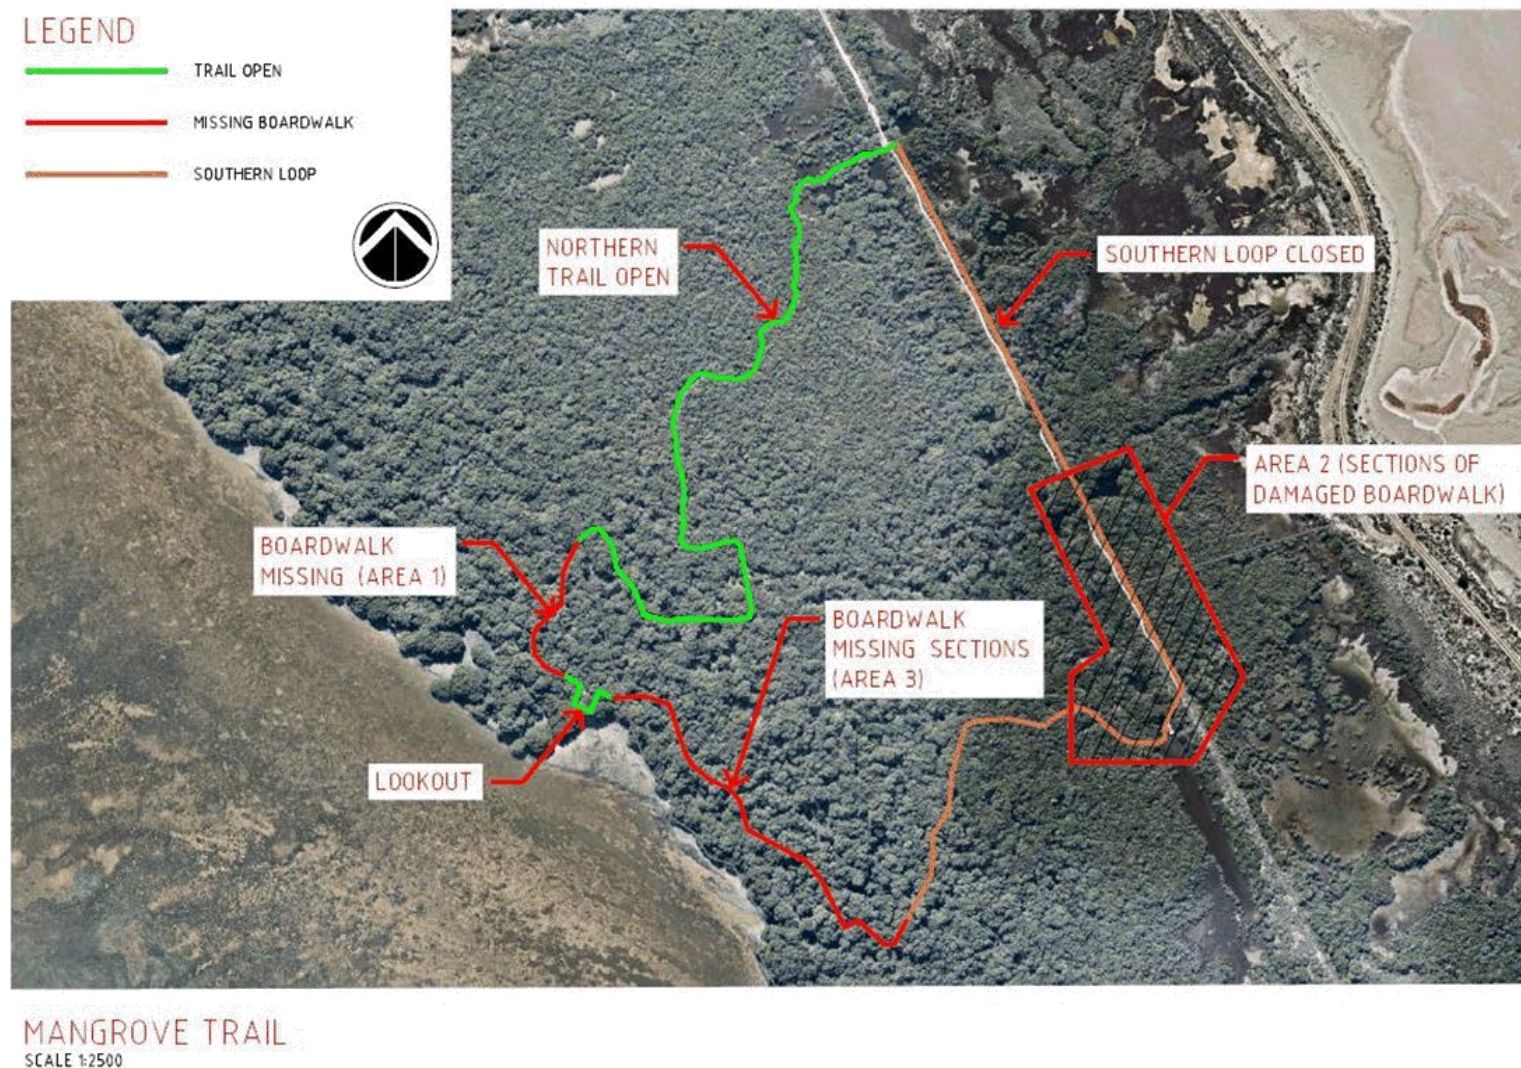 LEGEND
TRAIL OPEN
MISSING BOARDWALK
SOUTHERN LOOP
NORTHERN
TRAIL OPEN
SOUTHERN LOOP CLOSED
AREA 2 (SECTIONS OF
DAMAGED BOARDWALK)
BOARDWALK
MISSING (AREA 1)
BOARDWALK
MISSING SECTIONS
(AREA 3)
LOOKOUT
MANGROVE TRAIL
SCALE 1:2500